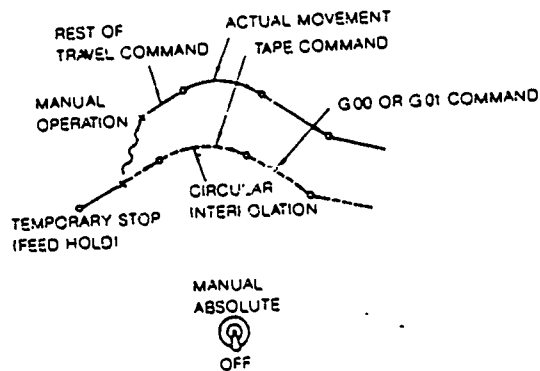 REST OF
TRAVEL COMMAND
ACTUAL MOVEMENT
TAPE COMMAND
MANUAL
OPERATION
G00 OR G01 COMMAND
CIRCULAR
INTERPOLATION
TEMPORARY STOP
(FEED HOLD)
MANUAL
ABSOLUTE
OFF